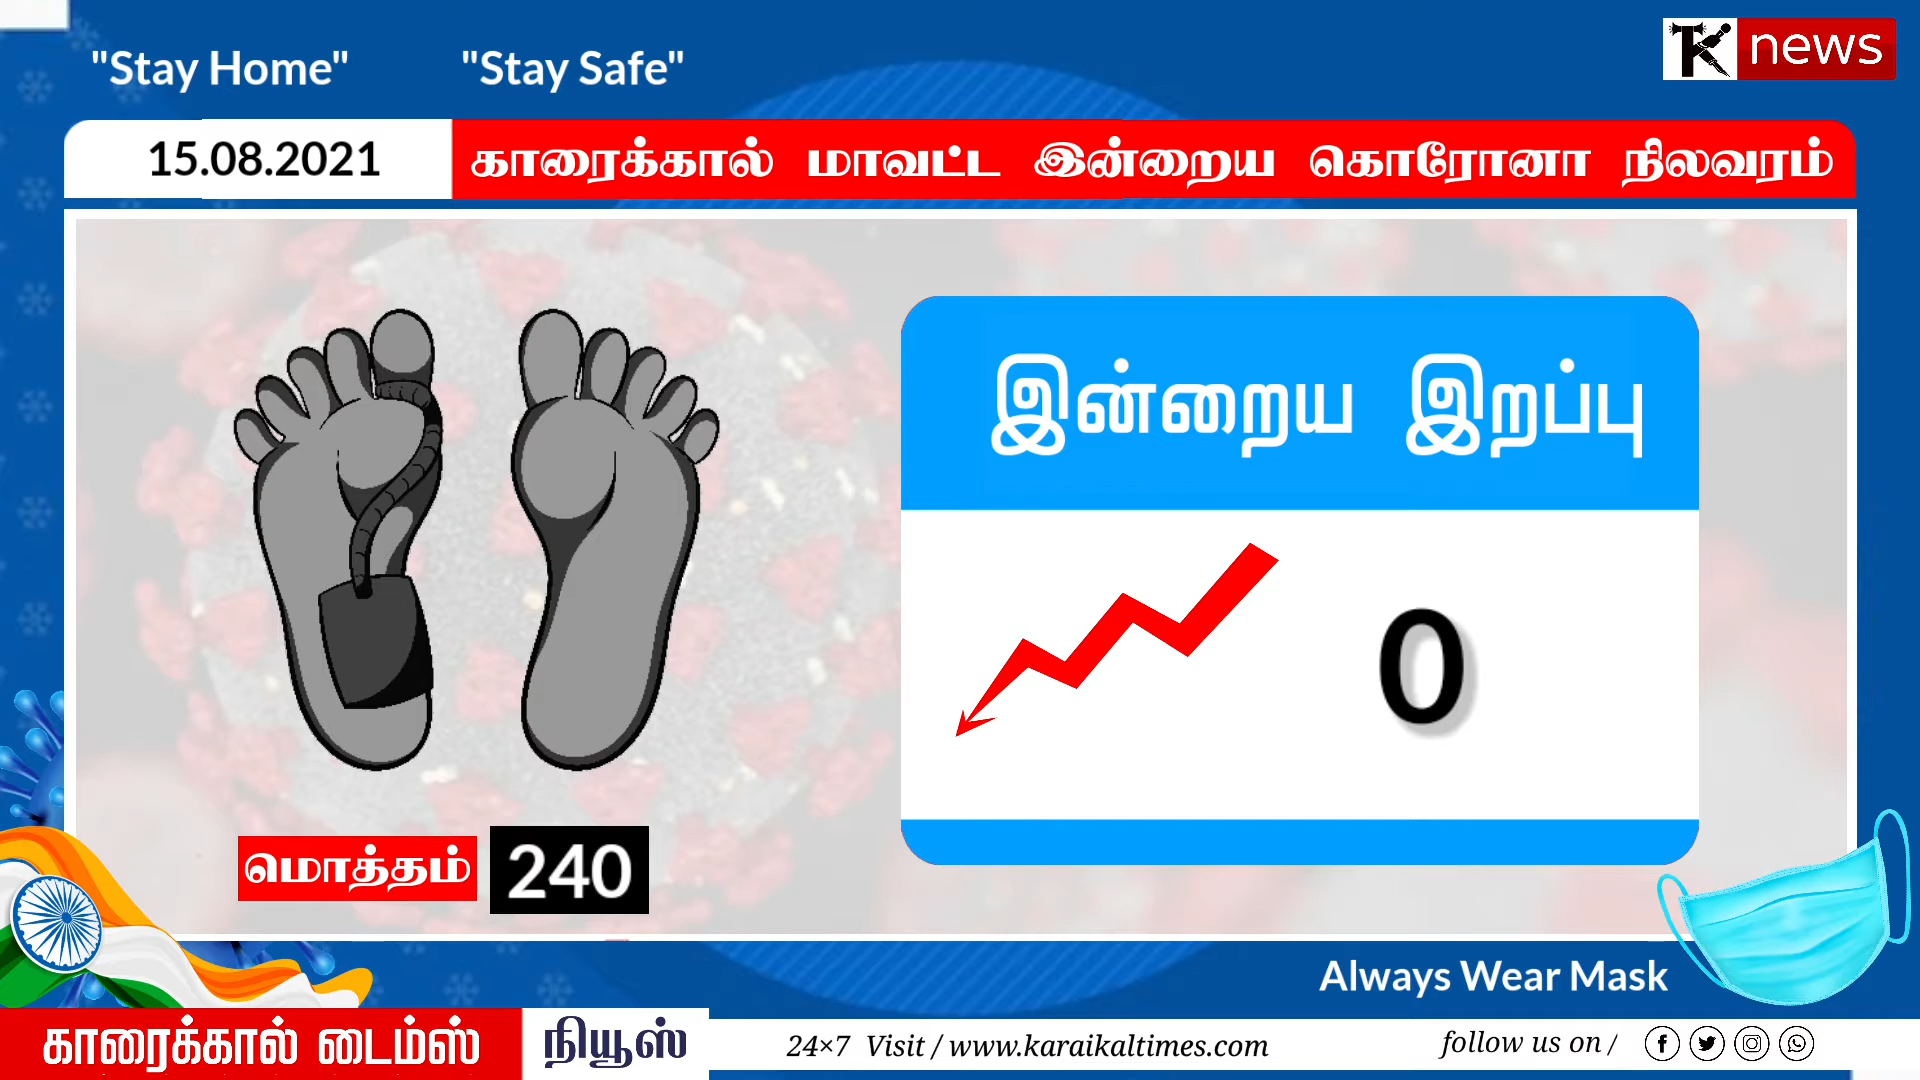 "Stay Home" "Stay Safe"
TK news
15.08.2021 காரைக்கால் மாவட்ட இன்றைய கொரோனா நிலவரம்
இன்றைய இறப்பு
0
மொத்தம் 240
Always Wear Mask
காரைக்கால் டைம்ஸ் நியூஸ் 24×7 Visit / www.karaikaltimes.com follow us on /